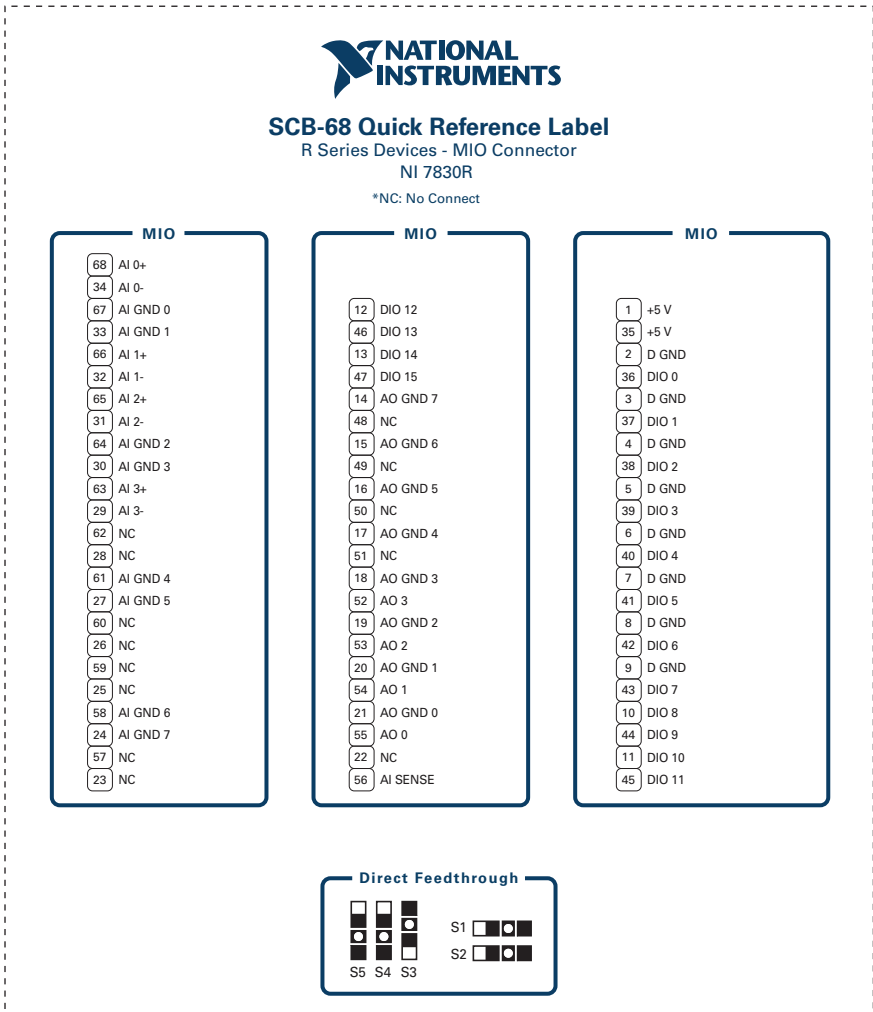 NATIONAL
INSTRUMENTS
SCB-68 Quick Reference Label
R Series Devices - MIO Connector
NI 7830R
*NC: No Connect
MIO
68 AI 0+
34 AI 0-
67 AI GND 0
33 AI GND 1
66 AI 1+
32 AI 1-
65 AI 2+
31 AI 2-
64 AI GND 2
30 AI GND 3
63 AI 3+
29 AI 3-
62 NC
28 NC
61 AI GND 4
27 AI GND 5
60 NC
26 NC
59 NC
25 NC
58 AI GND 6
24 AI GND 7
57 NC
23 NC
MIO
12 DIO 12
46 DIO 13
13 DIO 14
47 DIO 15
14 AO GND 7
48 NC
15 AO GND 6
49 NC
16 AO GND 5
50 NC
17 AO GND 4
51 NC
18 AO GND 3
52 AO 3
19 AO GND 2
53 AO 2
20 AO GND 1
54 AO 1
21 AO GND 0
55 AO 0
22 NC
56 AI SENSE
MIO
1 +5 V
35 +5 V
2 D GND
36 DIO 0
3 D GND
37 DIO 1
4 D GND
38 DIO 2
5 D GND
39 DIO 3
6 D GND
40 DIO 4
7 D GND
41 DIO 5
8 D GND
42 DIO 6
9 D GND
43 DIO 7
10 DIO 8
44 DIO 9
11 DIO 10
45 DIO 11
Direct Feedthrough
S5 S4 S3
S1
S2